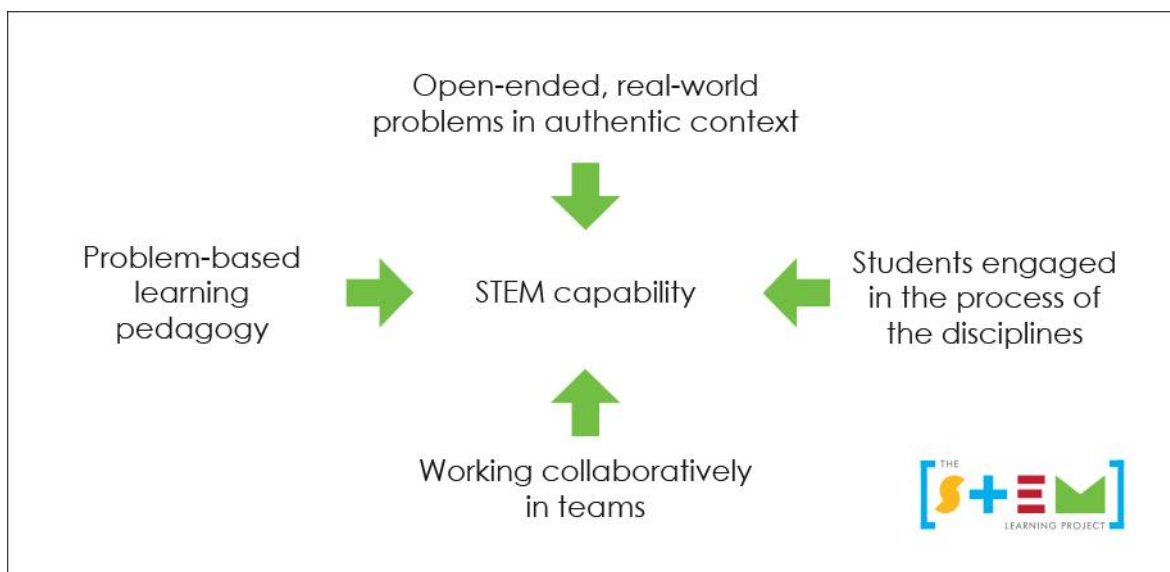 Open-ended, real-world
problems in authentic context
Problem-based
learning
pedagogy
STEM capability
Students engaged
in the process of
the disciplines
Working collaboratively
in teams
THE
STEM
LEARNING PROJECT